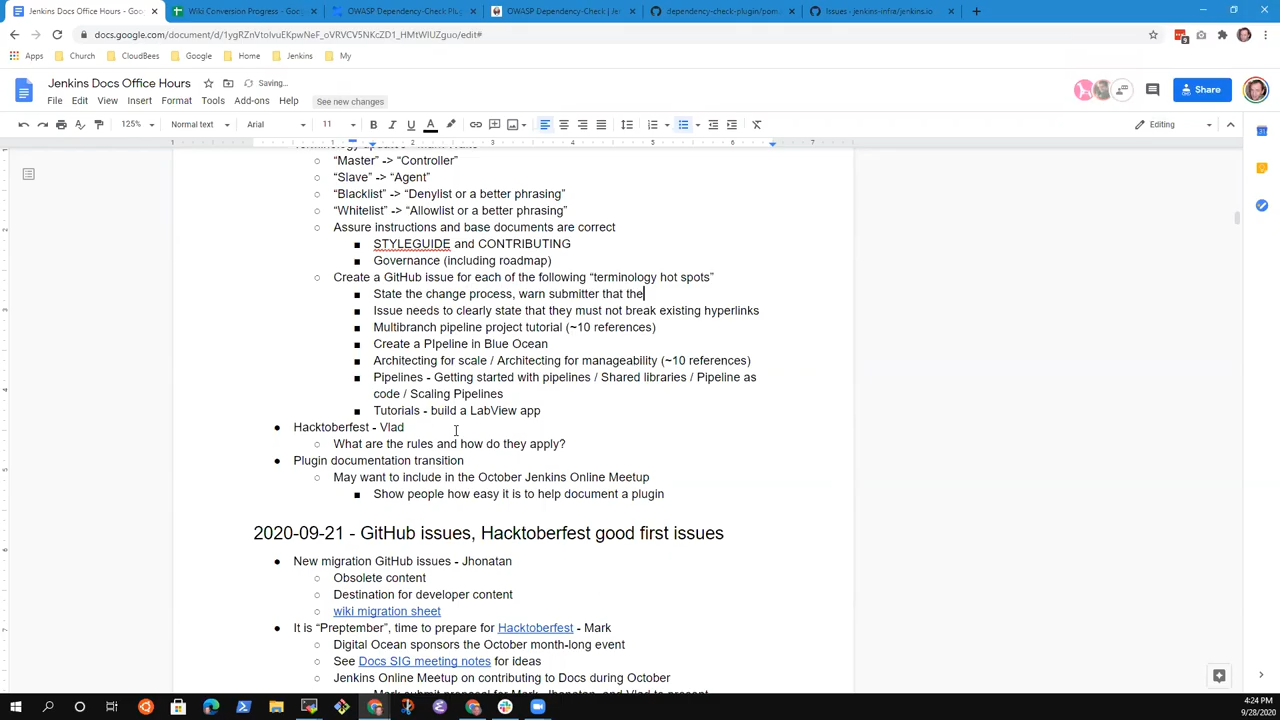 Jenkins Docs Office Hours - Goo
Wiki Conversion Progress - Goo
OWASP Dependency-Check Plu
OWASP Dependency-Check | Je
dependency-check-plugin/pom.
Issues · jenkins-infra/jenkins.io
docs.google.com/document/d/1ygRZnVtoIvuEKpwNeF_oVRVCV5NKcZD1_HMtWIUZguo/edit#
Apps
Church
CloudBees
Google
Home
Jenkins
My
Jenkins Docs Office Hours
Saving...
File
Edit
View
Insert
Format
Tools
Add-ons
Help
See new changes
Share
125%
Normal text
Arial
11
Editing
“Master” -> “Controller”
“Slave” -> “Agent”
“Blacklist” -> “Denylist or a better phrasing”
“Whitelist” -> “Allowlist or a better phrasing”
Assure instructions and base documents are correct
STYLEGUIDE and CONTRIBUTING
Governance (including roadmap)
Create a GitHub issue for each of the following “terminology hot spots”
State the change process, warn submitter that the
Issue needs to clearly state that they must not break existing hyperlinks
Multibranch pipeline project tutorial (~10 references)
Create a PIpeline in Blue Ocean
Architecting for scale / Architecting for manageability (~10 references)
Pipelines - Getting started with pipelines / Shared libraries / Pipeline as
code / Scaling Pipelines
Tutorials - build a LabView app
Hacktoberfest - Vlad
What are the rules and how do they apply?
Plugin documentation transition
May want to include in the October Jenkins Online Meetup
Show people how easy it is to help document a plugin
2020-09-21 - GitHub issues, Hacktoberfest good first issues
New migration GitHub issues - Jhonatan
Obsolete content
Destination for developer content
wiki migration sheet
It is “Preptember”, time to prepare for Hacktoberfest - Mark
Digital Ocean sponsors the October month-long event
See Docs SIG meeting notes for ideas
Jenkins Online Meetup on contributing to Docs during October
Mark submit proposal for Mark, Jhonatan, and Vlad to present
4:24 PM
9/28/2020